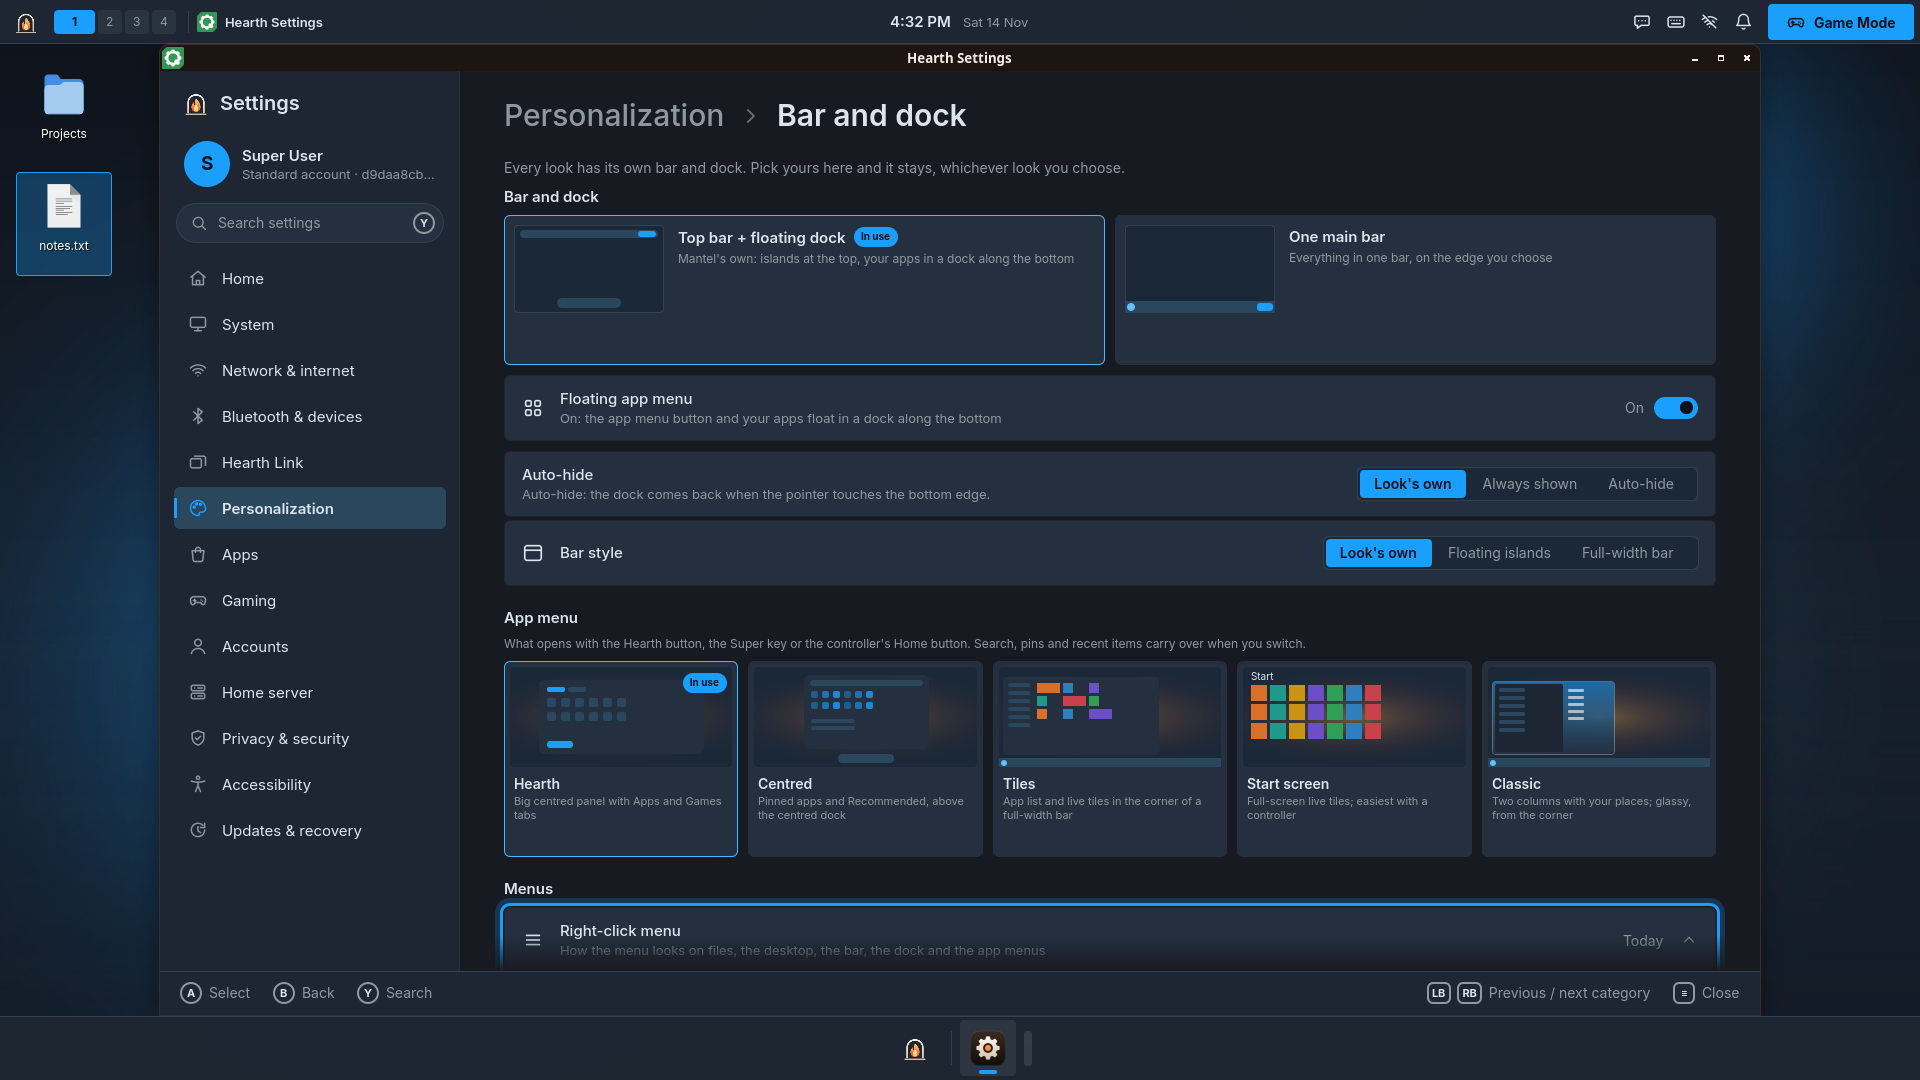 1 2 3 4 Hearth Settings
4:32 PM Sat 14 Nov
Game Mode
Projects
notes.txt
Hearth Settings
Settings
S
Super User
Standard account · d9daa8cb...
Search settings Y
Home
System
Network & internet
Bluetooth & devices
Hearth Link
Personalization
Apps
Gaming
Accounts
Home server
Privacy & security
Accessibility
Updates & recovery
Personalization > Bar and dock
Every look has its own bar and dock. Pick yours here and it stays, whichever look you choose.
Bar and dock
Top bar + floating dock In use
Mantel's own: islands at the top, your apps in a dock along the bottom
One main bar
Everything in one bar, on the edge you choose
Floating app menu
On: the app menu button and your apps float in a dock along the bottom
On
Auto-hide
Auto-hide: the dock comes back when the pointer touches the bottom edge.
Look's own Always shown Auto-hide
Bar style
Look's own Floating islands Full-width bar
App menu
What opens with the Hearth button, the Super key or the controller's Home button. Search, pins and recent items carry over when you switch.
In use
Hearth
Big centred panel with Apps and Games
tabs
Centred
Pinned apps and Recommended, above
the centred dock
Tiles
App list and live tiles in the corner of a
full-width bar
Start
Start screen
Full-screen live tiles; easiest with a
controller
Classic
Two columns with your places; glassy,
from the corner
Menus
Right-click menu
How the menu looks on files, the desktop, the bar, the dock and the app menus
Today
A Select B Back Y Search
LB RB Previous / next category Close